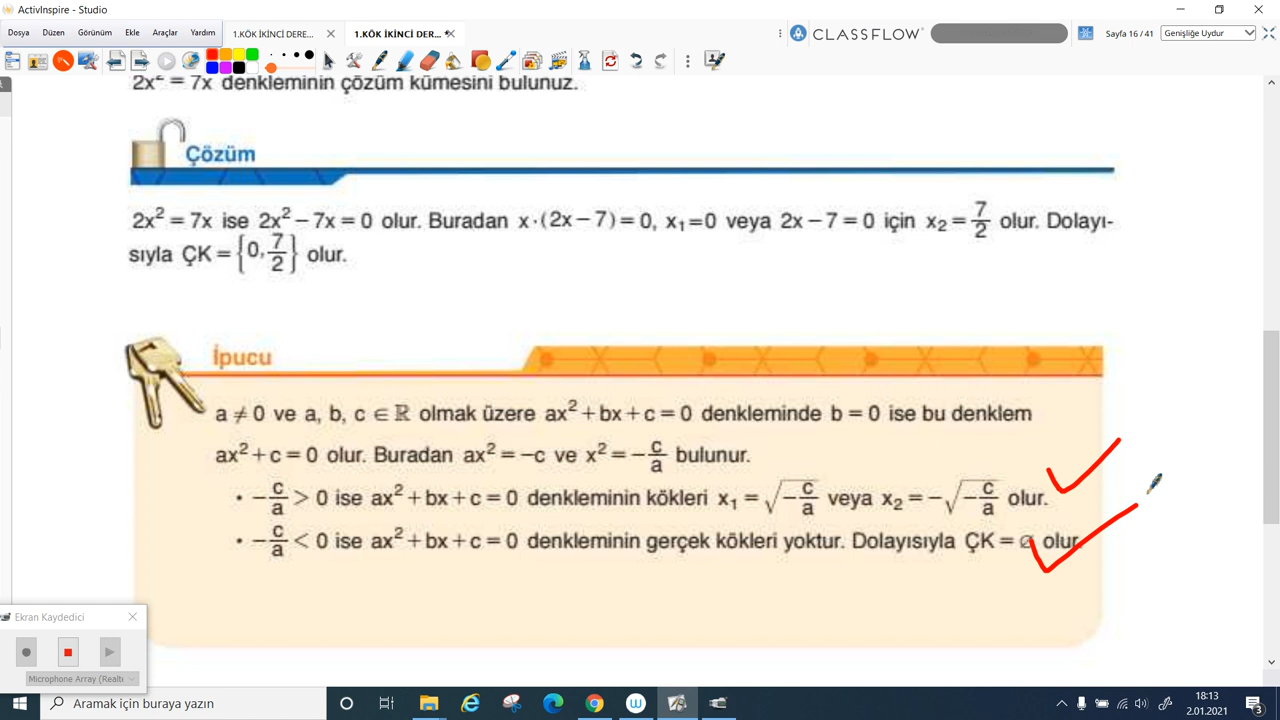 ActivInspire - Studio
Dosya Düzen Görünüm Ekle Araçlar Yardım
1.KÖK İKİNCİ DERE...
1.KÖK İKİNCİ DER...
CLASSFLOW
Sayfa 16 / 41
Genişliğe Uydur
2x² = 7x denkleminin çözüm kümesini bulunuz.
Çözüm
2x² = 7x ise 2x² − 7x = 0 olur. Buradan x·(2x − 7) = 0, x₁=0 veya 2x − 7 = 0 için x₂ = 7/2 olur. Dolayı-
sıyla ÇK = {0, 7/2} olur.
İpucu
a ≠ 0 ve a, b, c ∈ ℝ olmak üzere ax² + bx + c = 0 denkleminde b = 0 ise bu denklem
ax² + c = 0 olur. Buradan ax² = −c ve x² = −c/a bulunur.
• −c/a > 0 ise ax² + bx + c = 0 denkleminin kökleri x₁ = √(−c/a) veya x₂ = −√(−c/a) olur.
• −c/a < 0 ise ax² + bx + c = 0 denkleminin gerçek kökleri yoktur. Dolayısıyla ÇK = ∅ olur.
Ekran Kaydedici
Microphone Array (Realte
Aramak için buraya yazın
18:13
2.01.2021
3